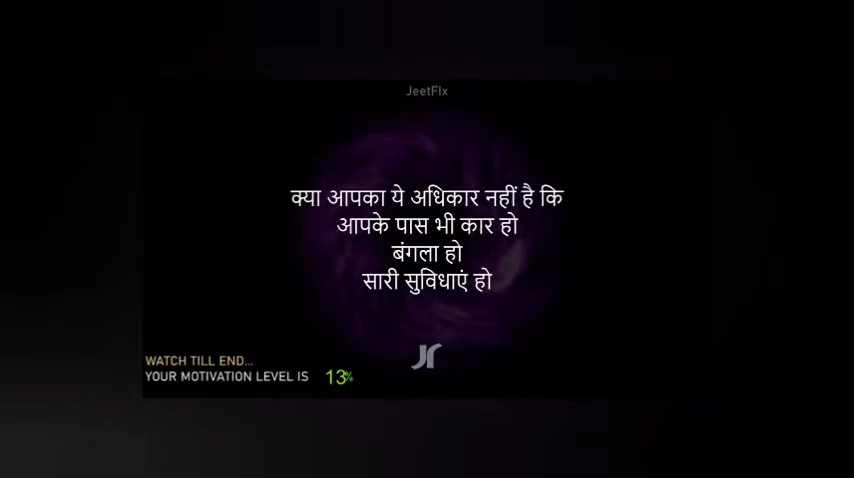 JeetFlx
क्या आपका ये अधिकार नहीं है कि
आपके पास भी कार हो
बंगला हो
सारी सुविधाएं हो
WATCH TILL END...
YOUR MOTIVATION LEVEL IS 13%